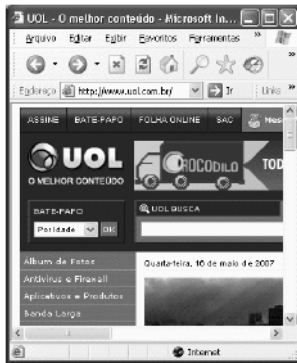 UOL - O melhor conteúdo - Microsoft In...
Arquivo Editar Exibir Favoritos Ferramentas »
Endereço http://www.uol.com.br/ Ir Links »
ASSINE BATE-PAPO FOLHA ONLINE SAC
UOL
O MELHOR CONTEÚDO
CROCODILO TOD
BATE-PAPO
Por Idade OK
UOL BUSCA
Álbum de Fotos
Antivírus e Firewall
Aplicativos e Produtos
Banda Larga
Quarta-feira, 16 de maio de 2007
Internet